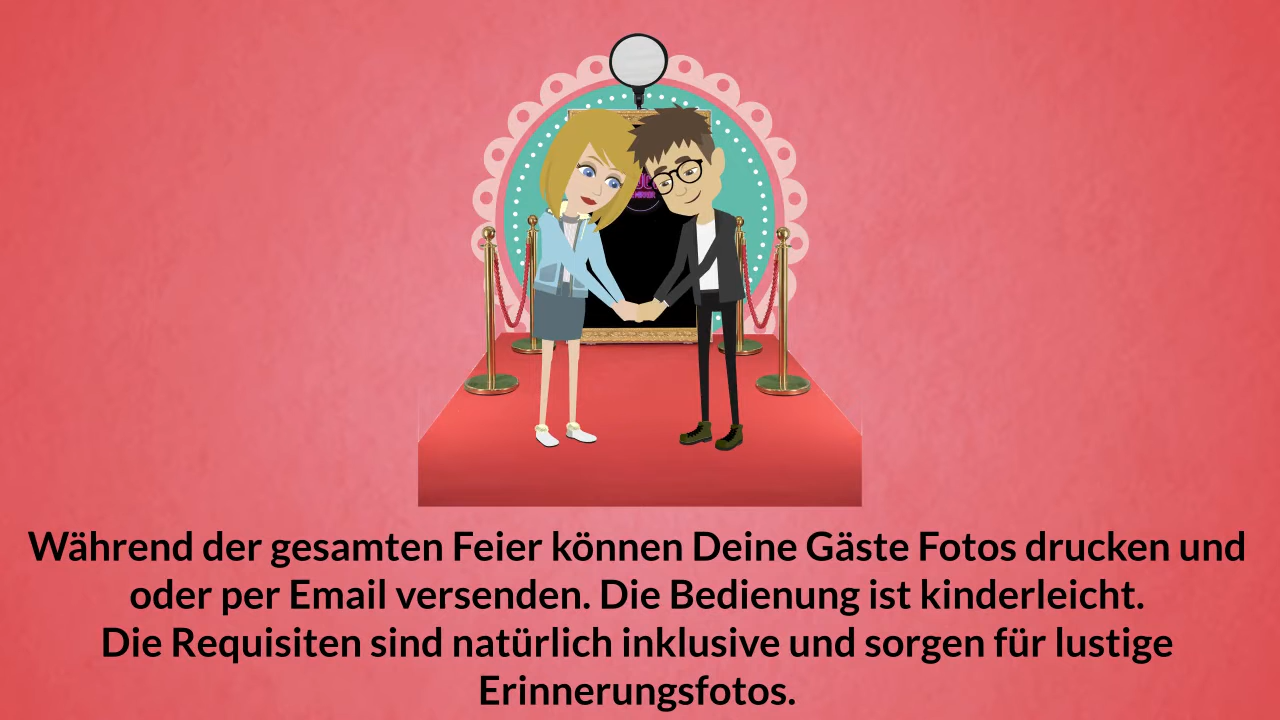 Während der gesamten Feier können Deine Gäste Fotos drucken und
oder per Email versenden. Die Bedienung ist kinderleicht.
Die Requisiten sind natürlich inklusive und sorgen für lustige
Erinnerungsfotos.